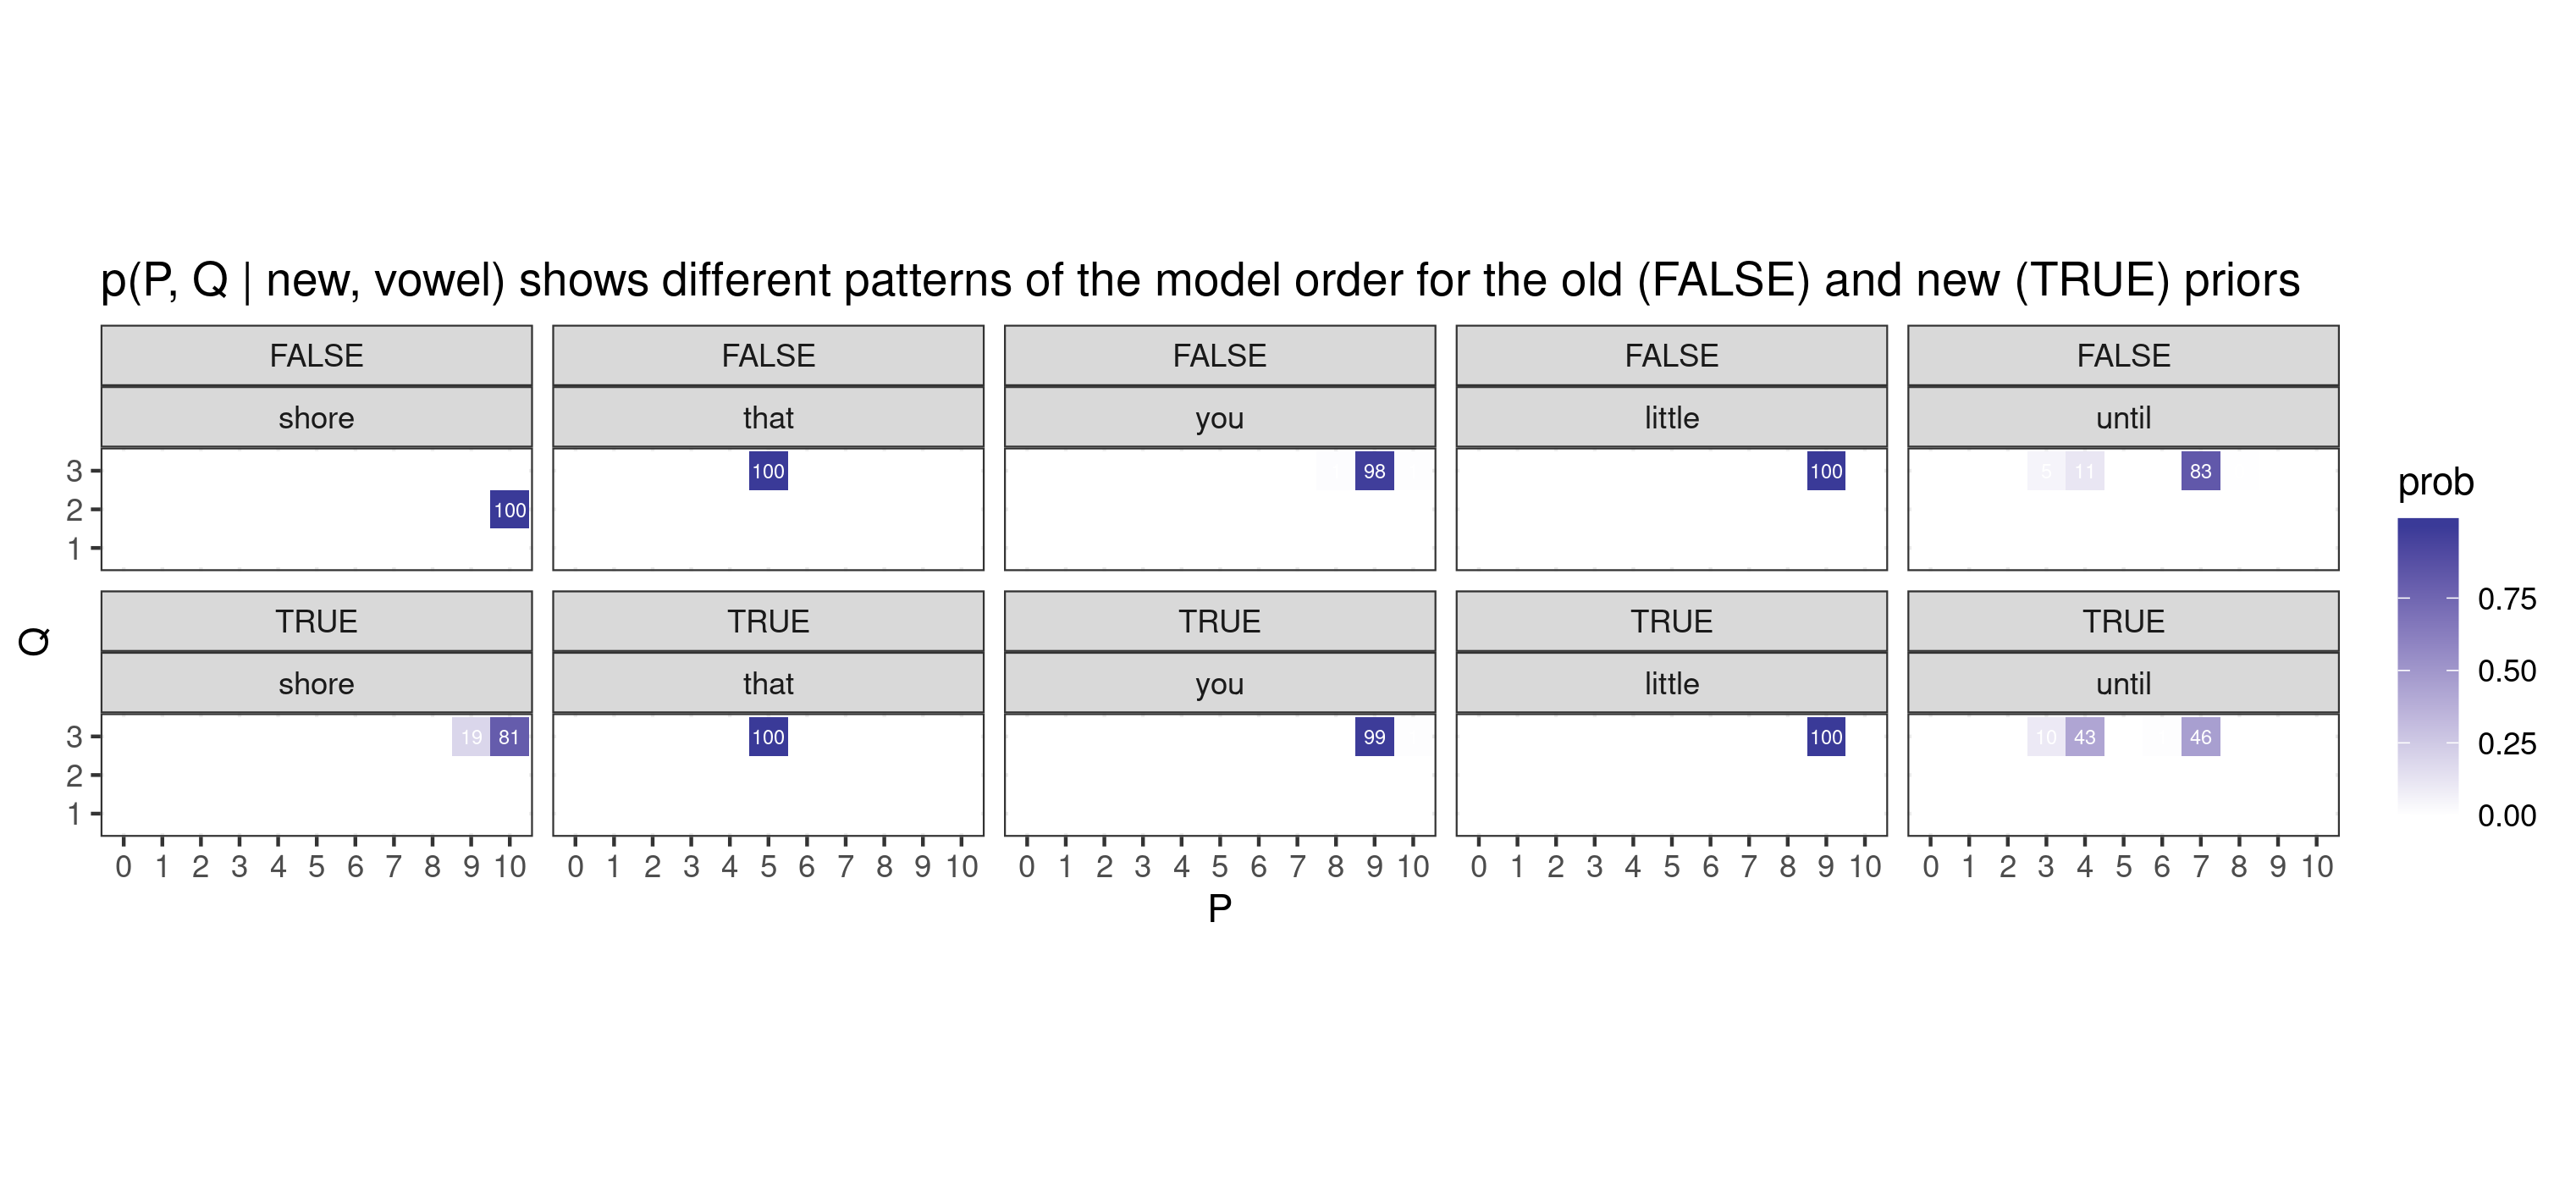 p(P, Q | new, vowel) shows different patterns of the model order for the old (FALSE) and new (TRUE) priors
FALSE FALSE FALSE FALSE FALSE
shore that you little until
3 100 98 100 5 11 83
2 100
1
TRUE TRUE TRUE TRUE TRUE
shore that you little until
3 19 81 100 99 100 10 43 46
2
1
0 1 2 3 4 5 6 7 8 9 10 0 1 2 3 4 5 6 7 8 9 10 0 1 2 3 4 5 6 7 8 9 10 0 1 2 3 4 5 6 7 8 9 10 0 1 2 3 4 5 6 7 8 9 10
P
Q
prob
0.75
0.50
0.25
0.00